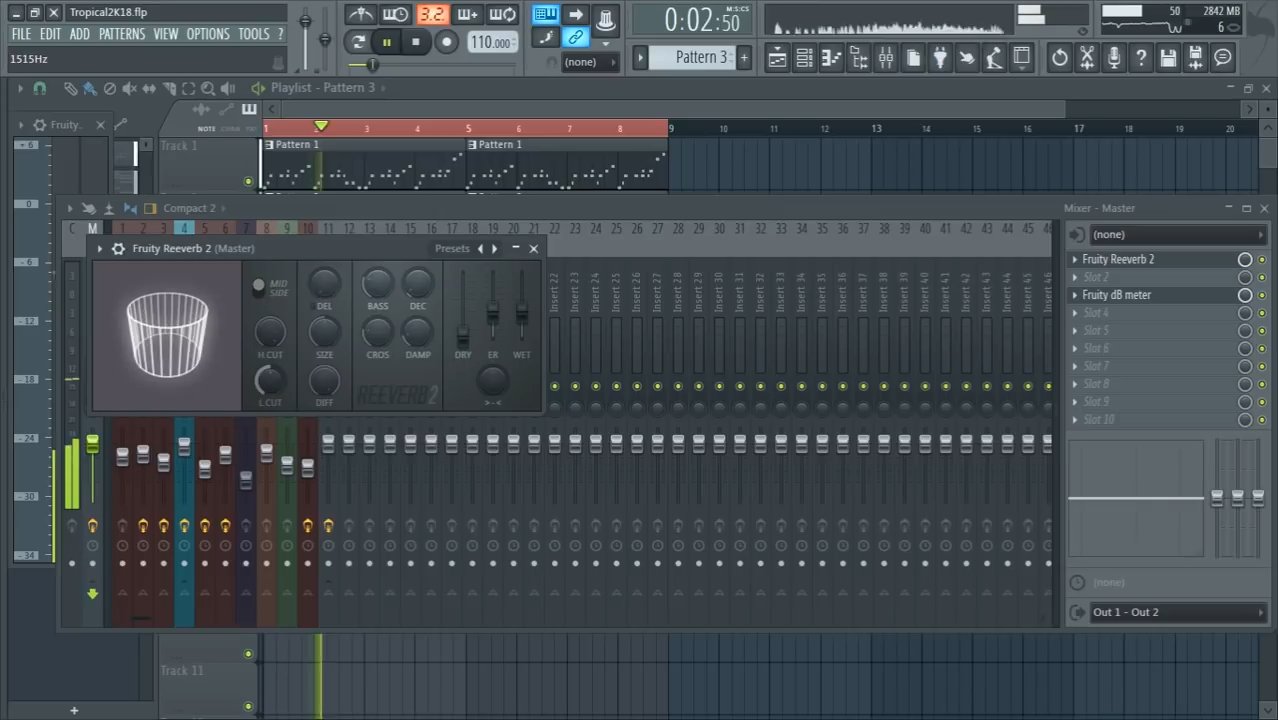 Tropical2K18.flp
FILE EDIT ADD PATTERNS VIEW OPTIONS TOOLS ?
1515Hz
3.2.
110.000
(none)
M:S:CS
0:02:50
Pattern 3
50
2842 MB
6
Playlist - Pattern 3
Fruity..
NOTE
1 2 3 4 5 6 7 8 9 10 11 12 13 14 15 16 17 18 19 20
Track 1
Pattern 1
Pattern 1
Compact 2
Mixer - Master
C M 1 2 3 4 5 6 7 8 9 10 11 12 13 14 15 16 17 18 19 20 21 22 23 24 25 26 27 28 29 30 31 32 33 34 35 36 37 38 39 40 41 42 43 44 45 46
Fruity Reeverb 2 (Master)
Presets
MID
SIDE
DEL
BASS
DEC
H.CUT
SIZE
CROS
DAMP
DRY
ER
WET
L.CUT
DIFF
REEVERB2
>-<
Insert 22
Insert 23
Insert 24
Insert 25
Insert 26
Insert 27
Insert 28
Insert 29
Insert 30
Insert 31
Insert 32
Insert 33
Insert 34
Insert 35
Insert 36
Insert 37
Insert 38
Insert 39
Insert 40
Insert 41
Insert 42
Insert 43
Insert 44
Insert 45
Insert 46
(none)
Fruity Reeverb 2
Slot 2
Fruity dB meter
Slot 4
Slot 5
Slot 6
Slot 7
Slot 8
Slot 9
Slot 10
(none)
Out 1 - Out 2
+ 6
0
- 6
- 12
- 18
- 24
- 30
- 34
Track 11